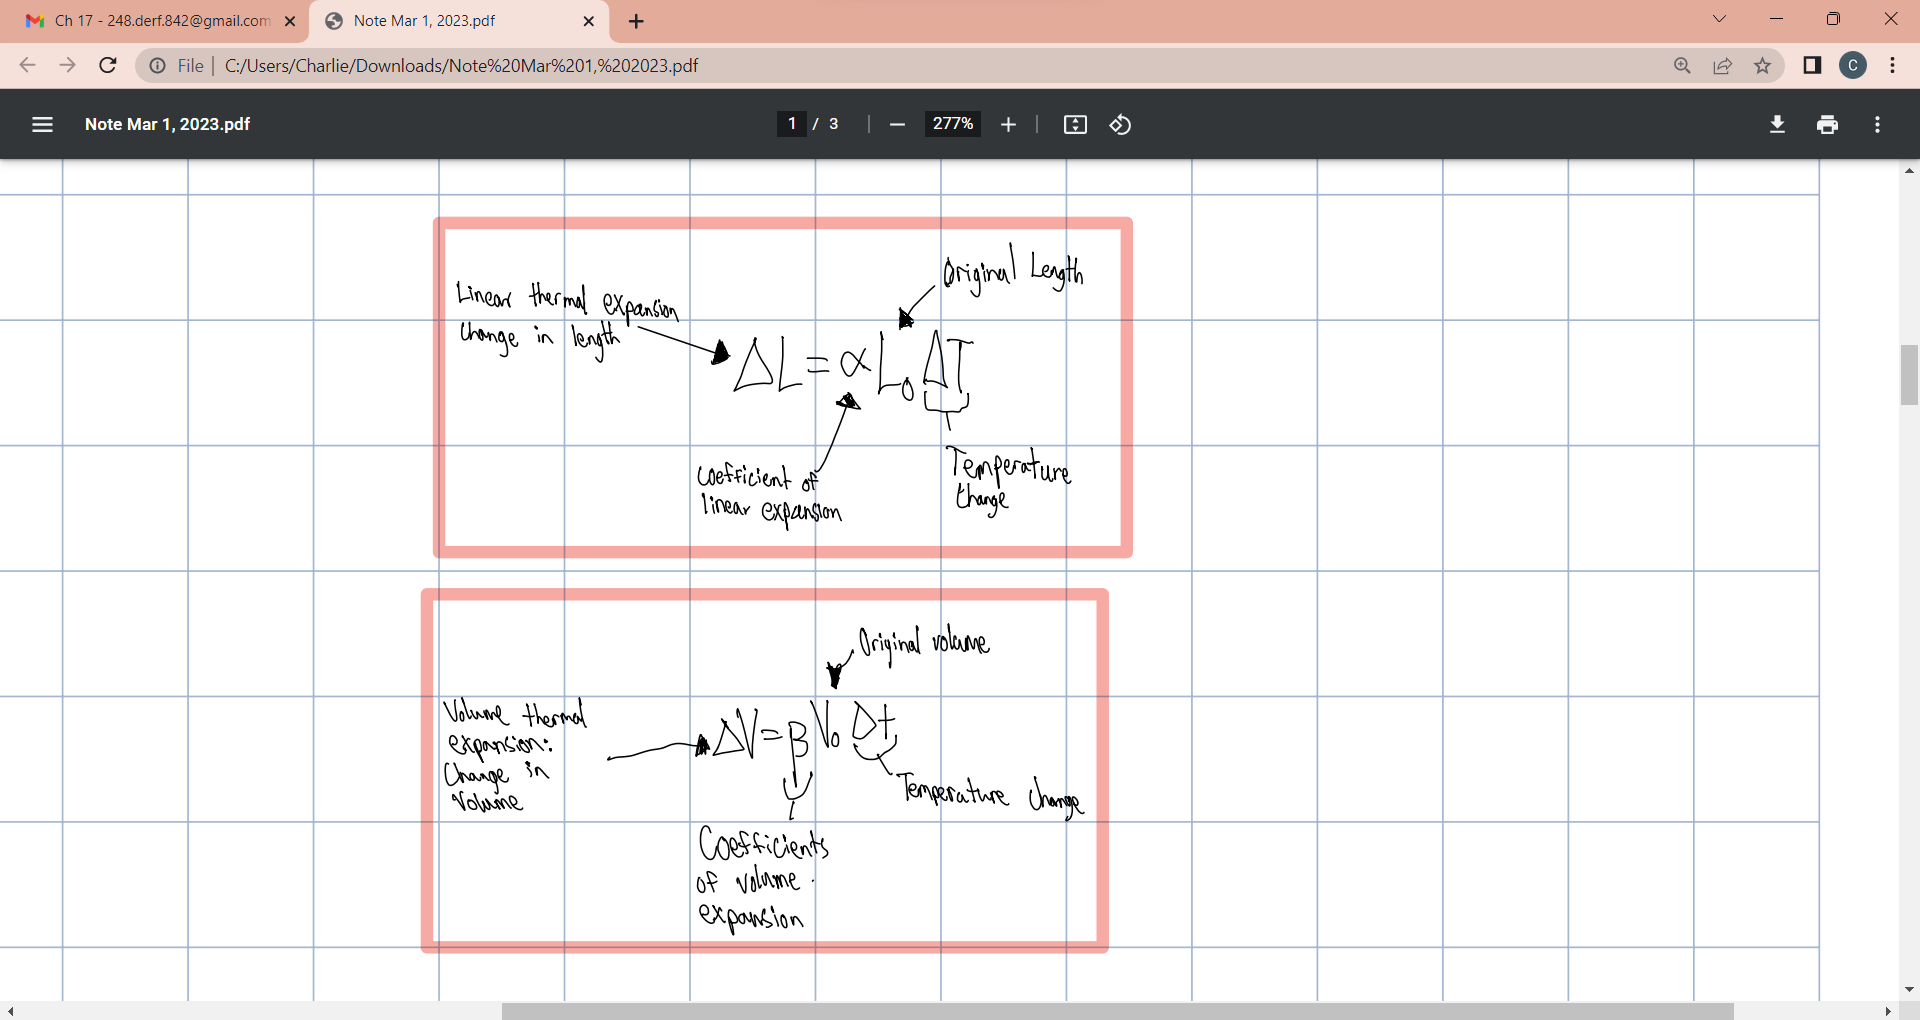 Ch 17 - 248.derf.842@gmail.com
Note Mar 1, 2023.pdf
File
C:/Users/Charlie/Downloads/Note%20Mar%201,%202023.pdf
C
Note Mar 1, 2023.pdf
1 / 3
277%
Original Length
Linear thermal expansion
Change in length
ΔL = αL₀ΔT
Coefficient of
linear expansion
Temperature
Change
Original volume
Volume thermal
expansion:
Change in
Volume
ΔV = βV₀Δt
Temperature Change
Coefficients
of volume
expansion